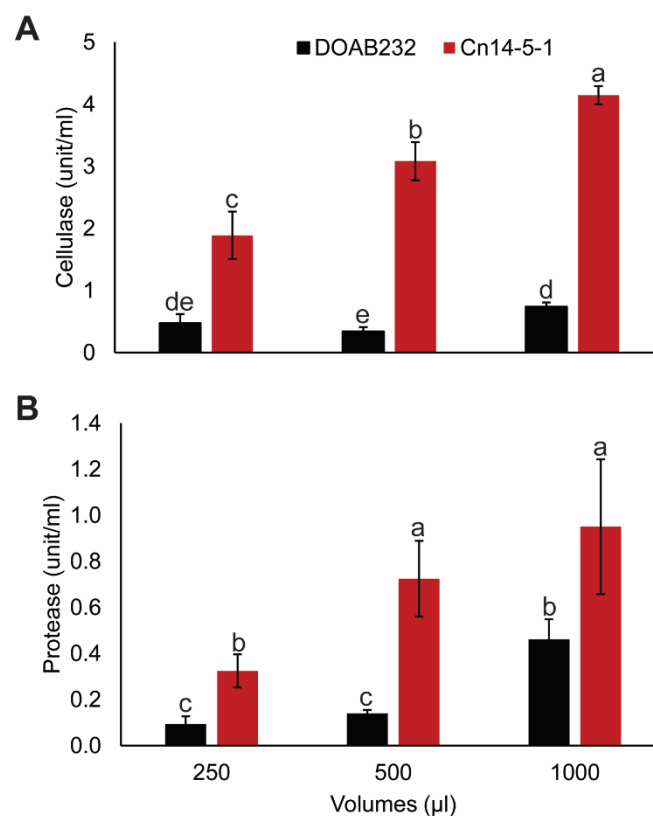 A
DOAB232 Cn14-5-1
5
4
3
2
1
0
Cellulase (unit/ml)
de
c
e
b
d
a
B
1.4
1.2
1.0
0.8
0.6
0.4
0.2
0.0
Protease (unit/ml)
c
b
c
a
b
a
250 500 1000
Volumes (µl)